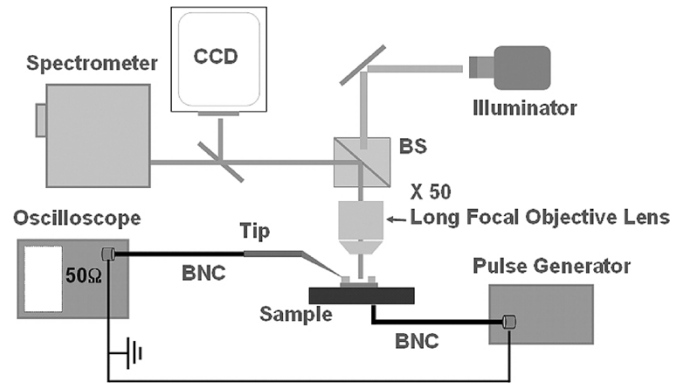 CCD
Spectrometer
Illuminator
BS
X 50
Long Focal Objective Lens
Oscilloscope
Tip
50Ω
BNC
Pulse Generator
Sample
BNC